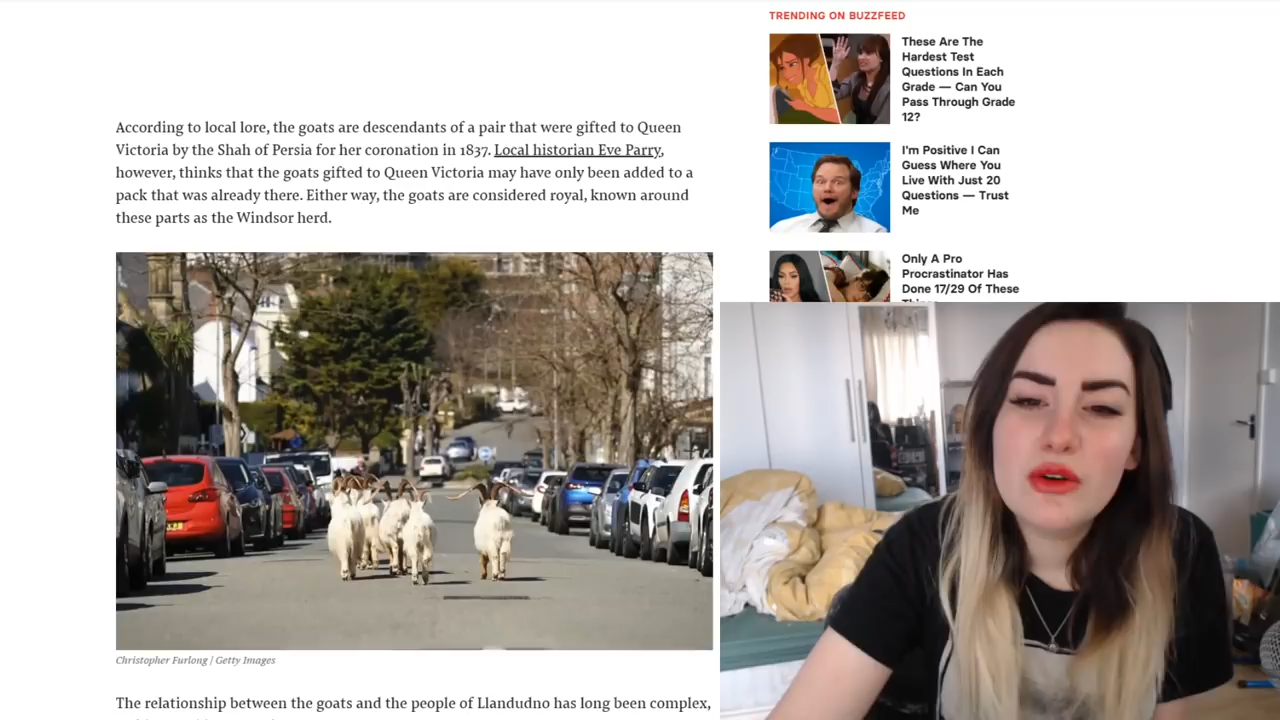 According to local lore, the goats are descendants of a pair that were gifted to Queen
Victoria by the Shah of Persia for her coronation in 1837. Local historian Eve Parry,
however, thinks that the goats gifted to Queen Victoria may have only been added to a
pack that was already there. Either way, the goats are considered royal, known around
these parts as the Windsor herd.
Christopher Furlong / Getty Images
The relationship between the goats and the people of Llandudno has long been complex,
TRENDING ON BUZZFEED
These Are The
Hardest Test
Questions In Each
Grade — Can You
Pass Through Grade
12?
I'm Positive I Can
Guess Where You
Live With Just 20
Questions — Trust
Me
Only A Pro
Procrastinator Has
Done 17/29 Of These